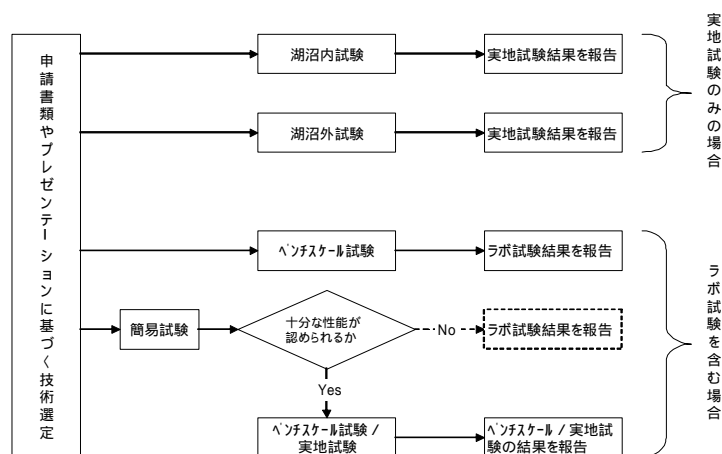 申請書類やプレゼンテーションに基づく技術選定
湖沼内試験
実地試験結果を報告
湖沼外試験
実地試験結果を報告
実地試験のみの場合
ベンチスケール試験
ラボ試験結果を報告
簡易試験
十分な性能が
認められるか
No
ラボ試験結果を報告
Yes
ベンチスケール試験 /
実地試験
ベンチスケール / 実地試
験の結果を報告
ラボ試験を含む場合